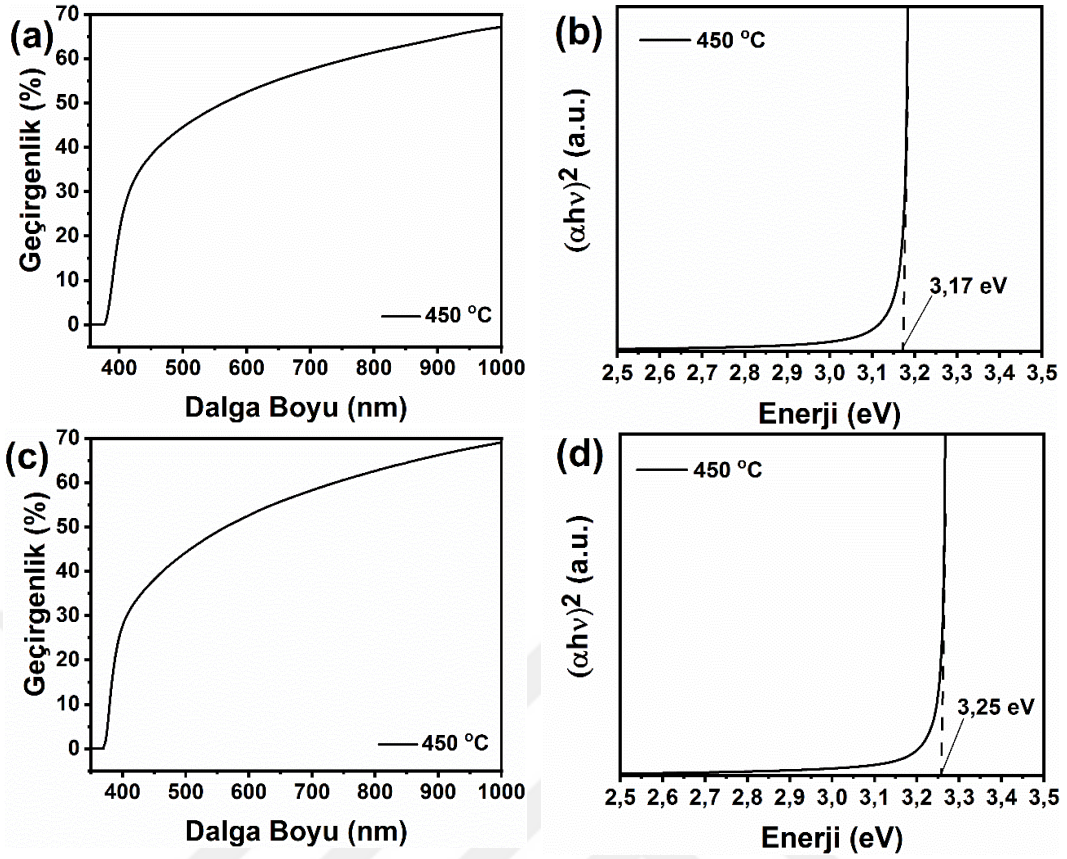 (a)
Geçirgenlik (%)
70
60
50
40
30
20
10
0
450 °C
400 500 600 700 800 900 1000
Dalga Boyu (nm)
(b)
(αhν)²  (a.u.)
450 °C
3,17 eV
2,5 2,6 2,7 2,8 2,9 3,0 3,1 3,2 3,3 3,4 3,5
Enerji (eV)
(c)
Geçirgenlik (%)
70
60
50
40
30
20
10
0
450 °C
400 500 600 700 800 900 1000
Dalga Boyu (nm)
(d)
(αhν)² (a.u.)
450 °C
3,25 eV
2,5 2,6 2,7 2,8 2,9 3,0 3,1 3,2 3,3 3,4 3,5
Enerji (eV)